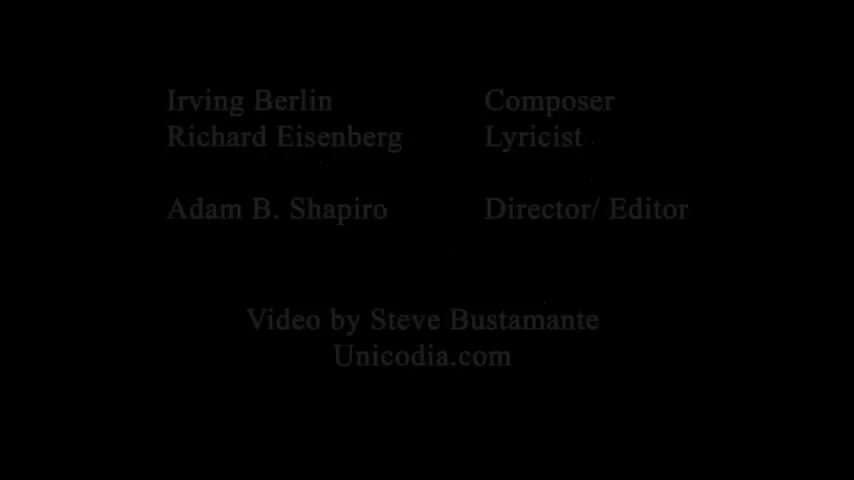 Irving Berlin Composer
Richard Eisenberg Lyricist
Adam B. Shapiro Director/ Editor
Video by Steve Bustamante
Unicodia.com